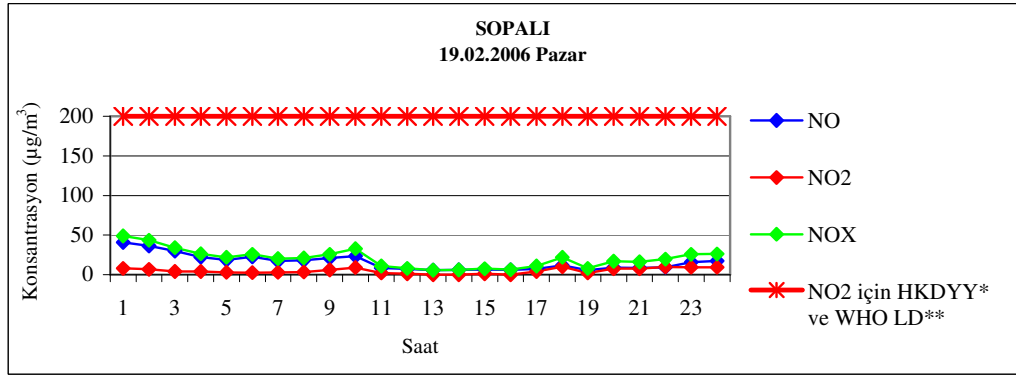 SOPALI
19.02.2006 Pazar
Konsantrasyon (µg/m³)
200
150
100
50
0
1 3 5 7 9 11 13 15 17 19 21 23
Saat
NO
NO2
NOX
NO2 için HKDYY*
ve WHO LD**